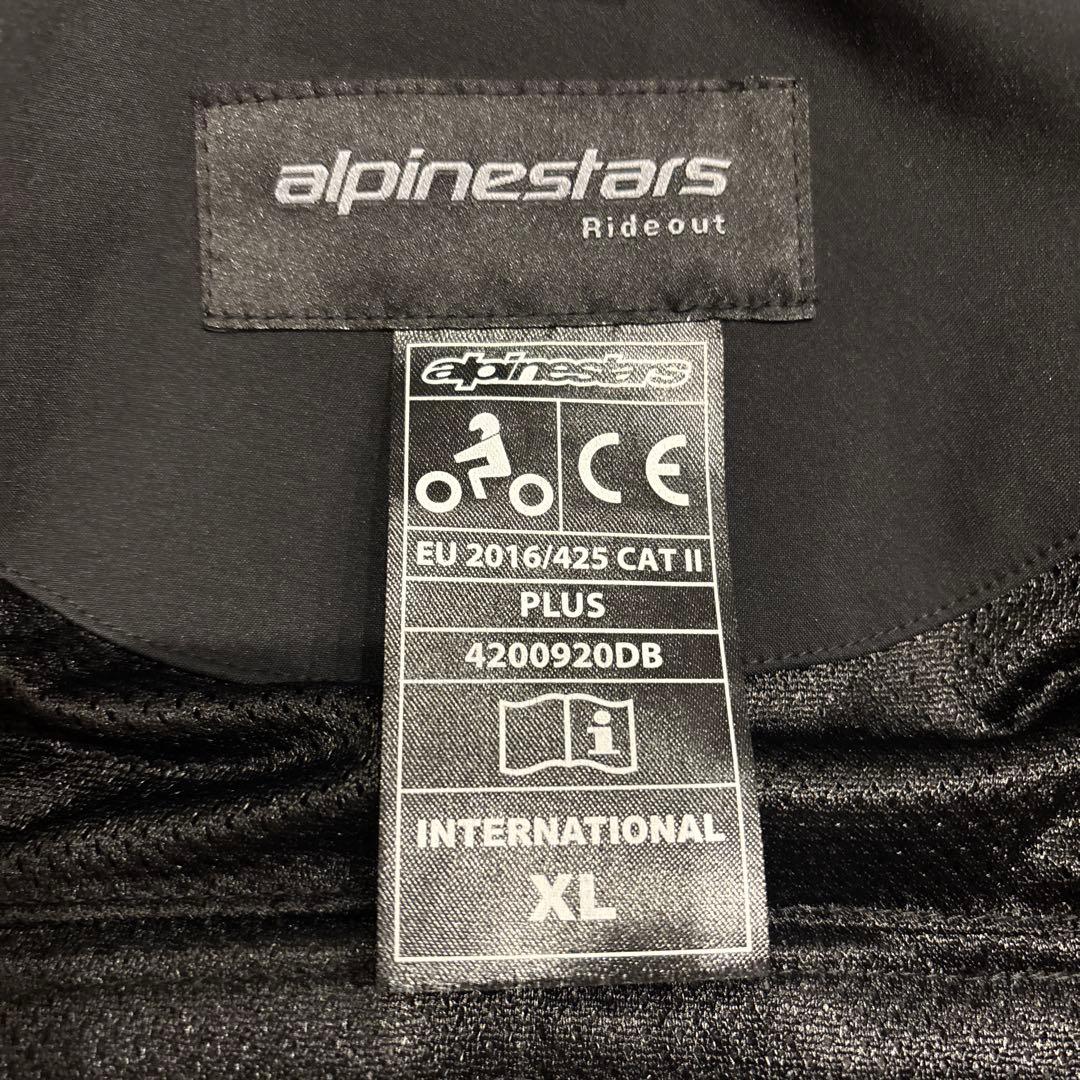 alpinestars
Rideout
alpinestars
CE
EU 2016/425 CAT II
PLUS
4200920DB
i
INTERNATIONAL
XL